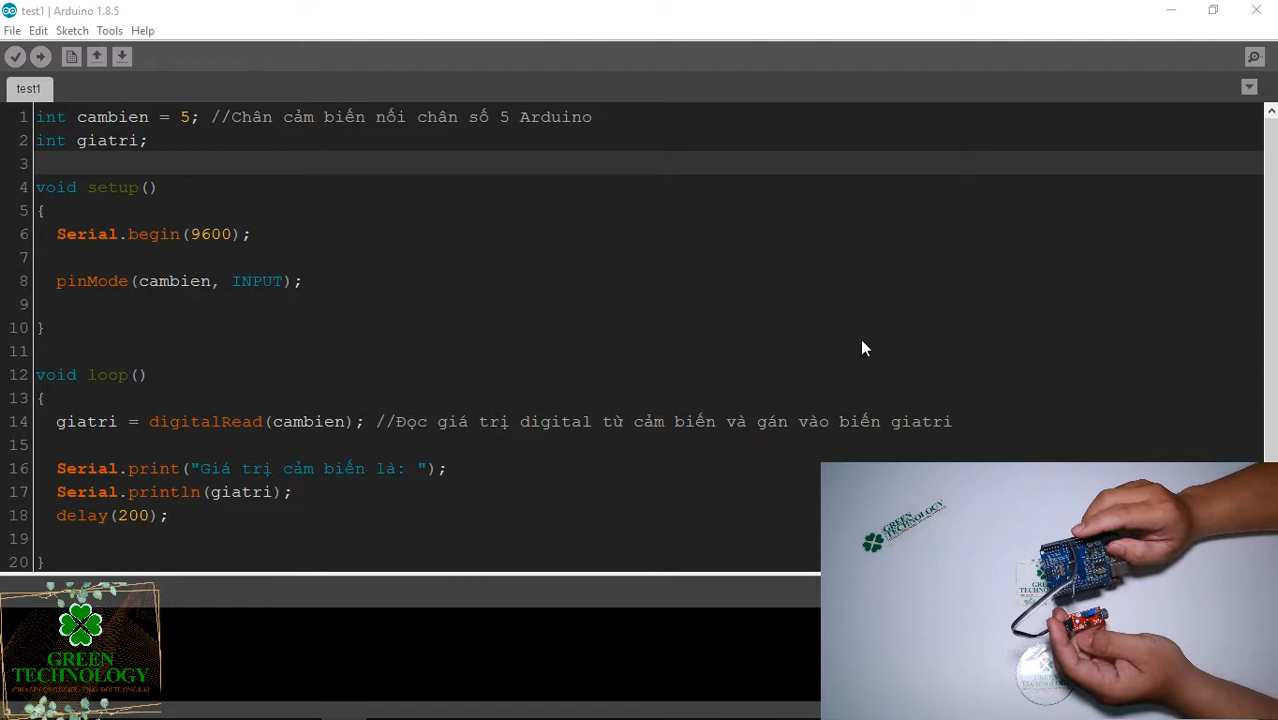 test1 | Arduino 1.8.5
File Edit Sketch Tools Help
test1
1 int cambien = 5; //Chân cảm biến nối chân số 5 Arduino
2 int giatri;
3
4 void setup()
5 {
6 Serial.begin(9600);
7
8 pinMode(cambien, INPUT);
9
10 }
11
12 void loop()
13 {
14 giatri = digitalRead(cambien); //Đọc giá trị digital từ cảm biến và gán vào biến giatri
15
16 Serial.print("Giá trị cảm biến là: ");
17 Serial.println(giatri);
18 delay(200);
19
20 }
GREEN
TECHNOLOGY
GREEN
TECHNOLOGY